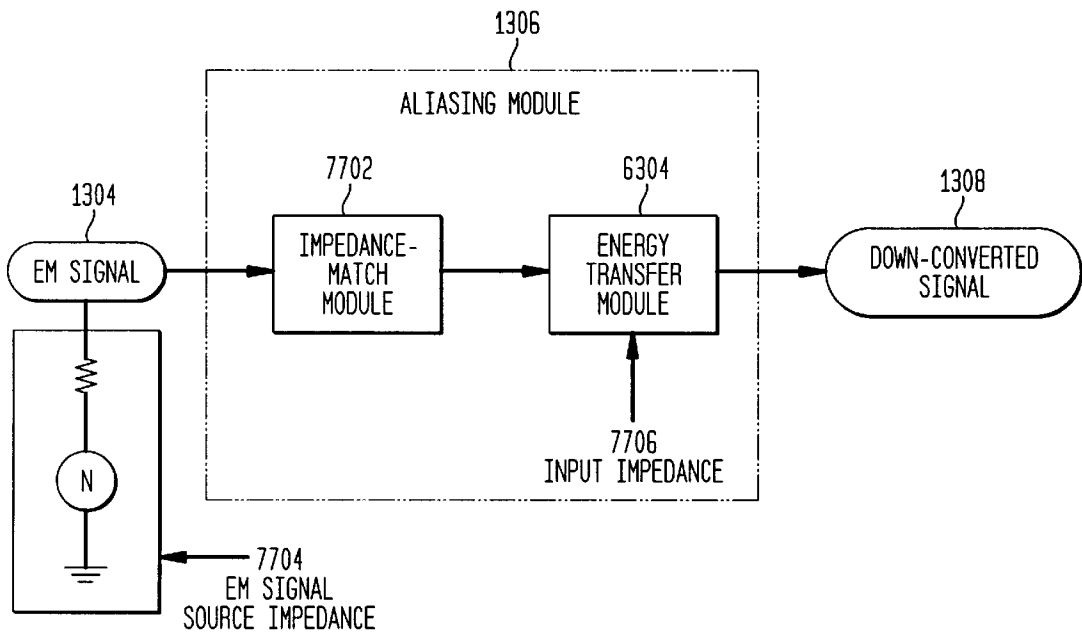 1306
ALIASING MODULE
7702
6304
1304
1308
EM SIGNAL
IMPEDANCE-
MATCH
MODULE
ENERGY
TRANSFER
MODULE
DOWN-CONVERTED
SIGNAL
7706
INPUT IMPEDANCE
N
7704
EM SIGNAL
SOURCE IMPEDANCE